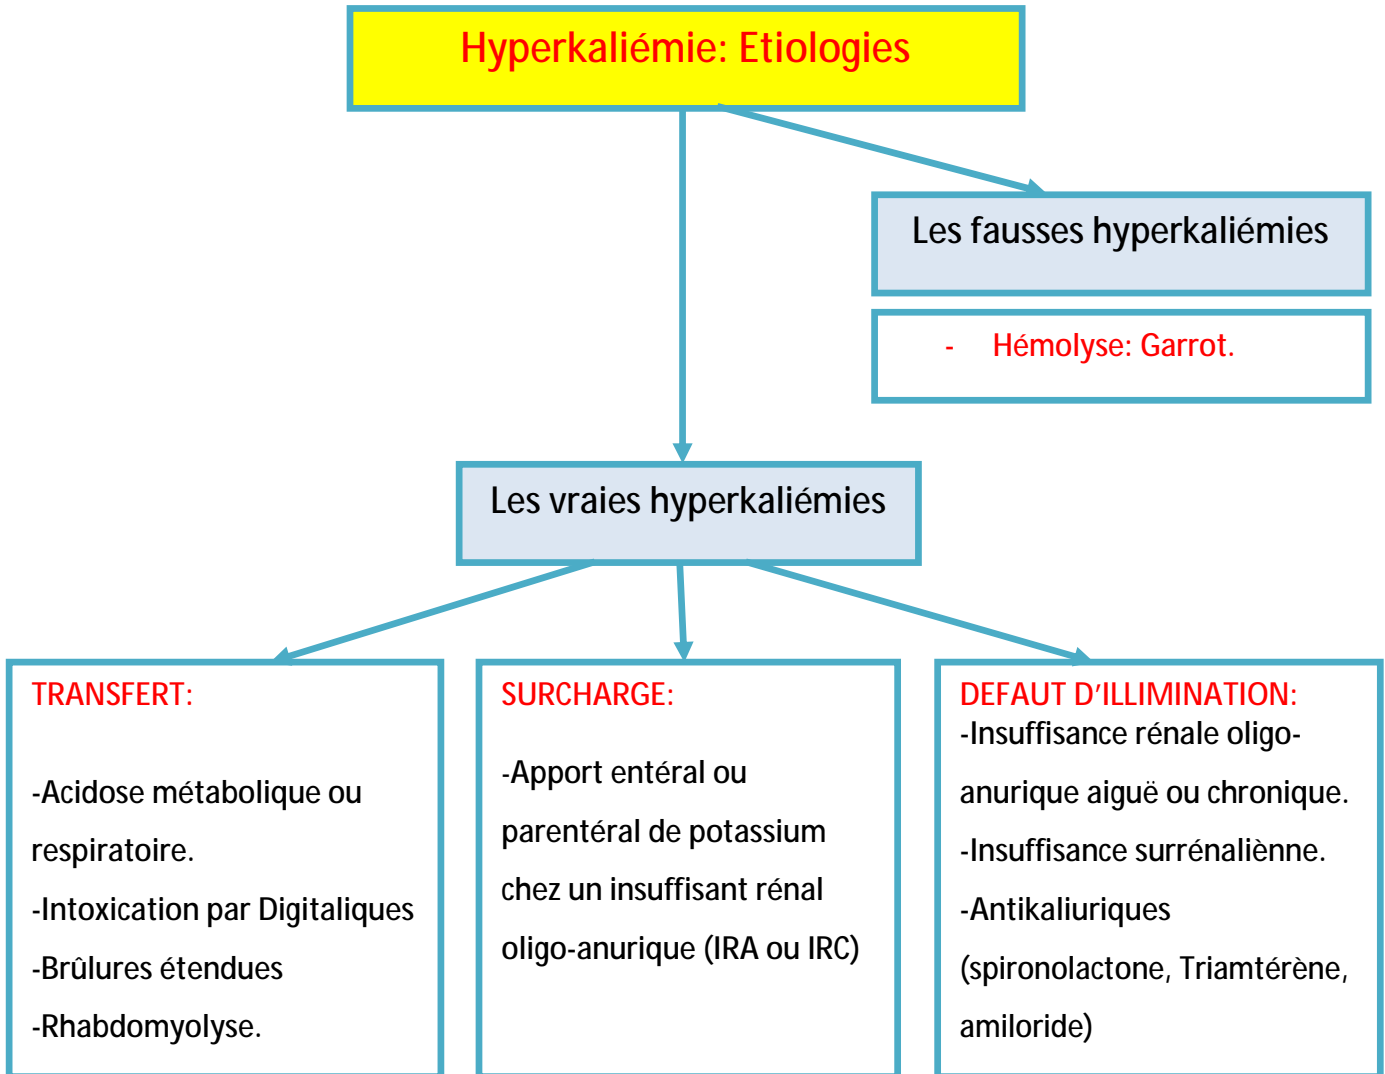 Hyperkaliémie: Etiologies
Les fausses hyperkaliémies
- Hémolyse: Garrot.
Les vraies hyperkaliémies
TRANSFERT:
-Acidose métabolique ou
respiratoire.
-Intoxication par Digitaliques
-Brûlures étendues
-Rhabdomyolyse.
SURCHARGE:
-Apport entéral ou
parentéral de potassium
chez un insuffisant rénal
oligo-anurique (IRA ou IRC)
DEFAUT D’ILLIMINATION:
-Insuffisance rénale oligo-
anurique aiguë ou chronique.
-Insuffisance surrénaliènne.
-Antikaliuriques
(spironolactone, Triamtérène,
amiloride)